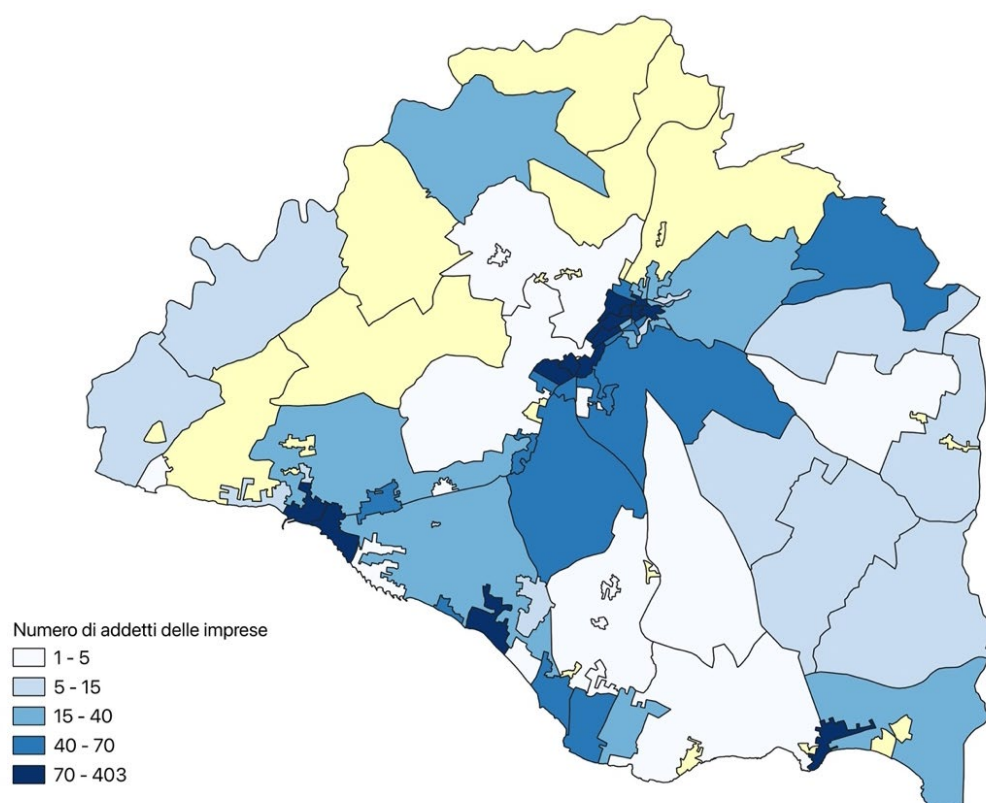 Numero di addetti delle imprese
1 - 5
5 - 15
15 - 40
40 - 70
70 - 403